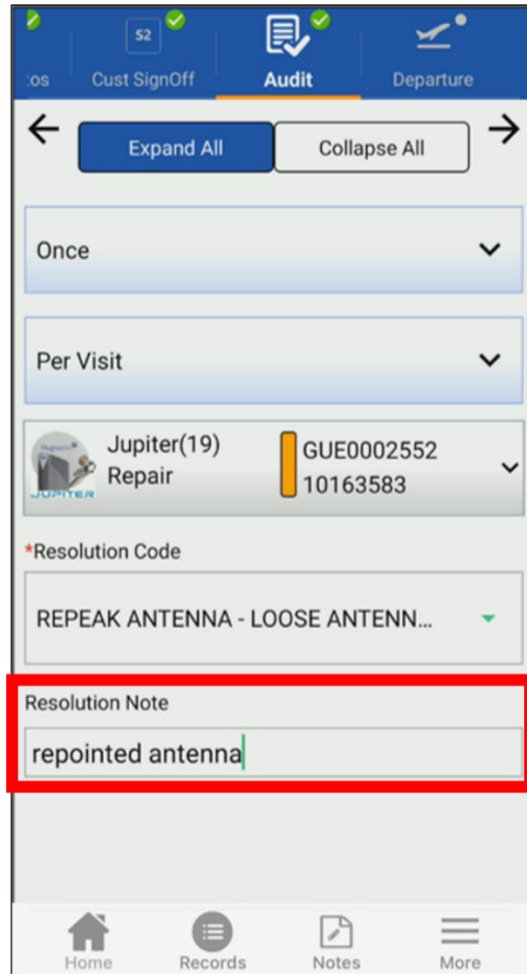 S2
:os
Cust SignOff
Audit
Departure
Expand All
Collapse All
Once
Per Visit
Jupiter(19)
Repair
GUE0002552
10163583
JUPITER
*Resolution Code
REPEAK ANTENNA - LOOSE ANTENN...
Resolution Note
repointed antenna
Home
Records
Notes
More